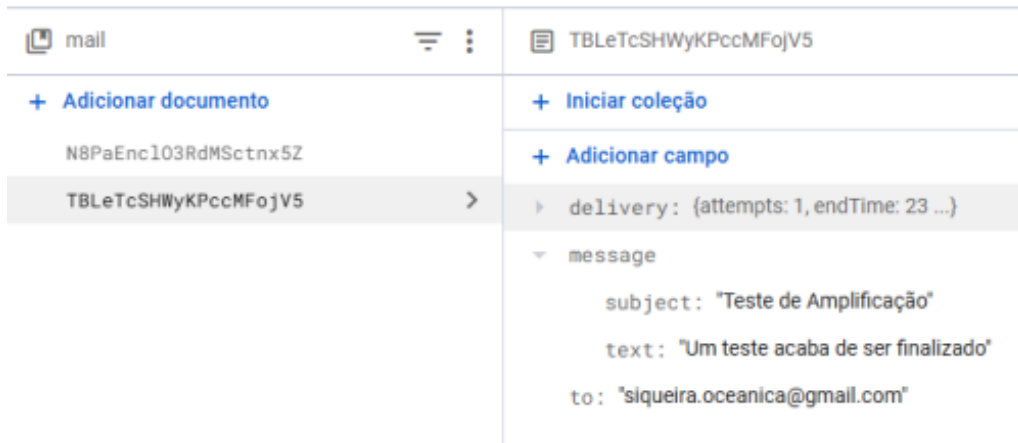 mail
+ Adicionar documento
N8PaEnclO3RdMSctnx5Z
TBLeTcSHWyKPccMFojV5
TBLeTcSHWyKPccMFojV5
+ Iniciar coleção
+ Adicionar campo
delivery: {attempts: 1, endTime: 23 ...}
message
subject: "Teste de Amplificação"
text: "Um teste acaba de ser finalizado"
to: "siqueira.oceanica@gmail.com"